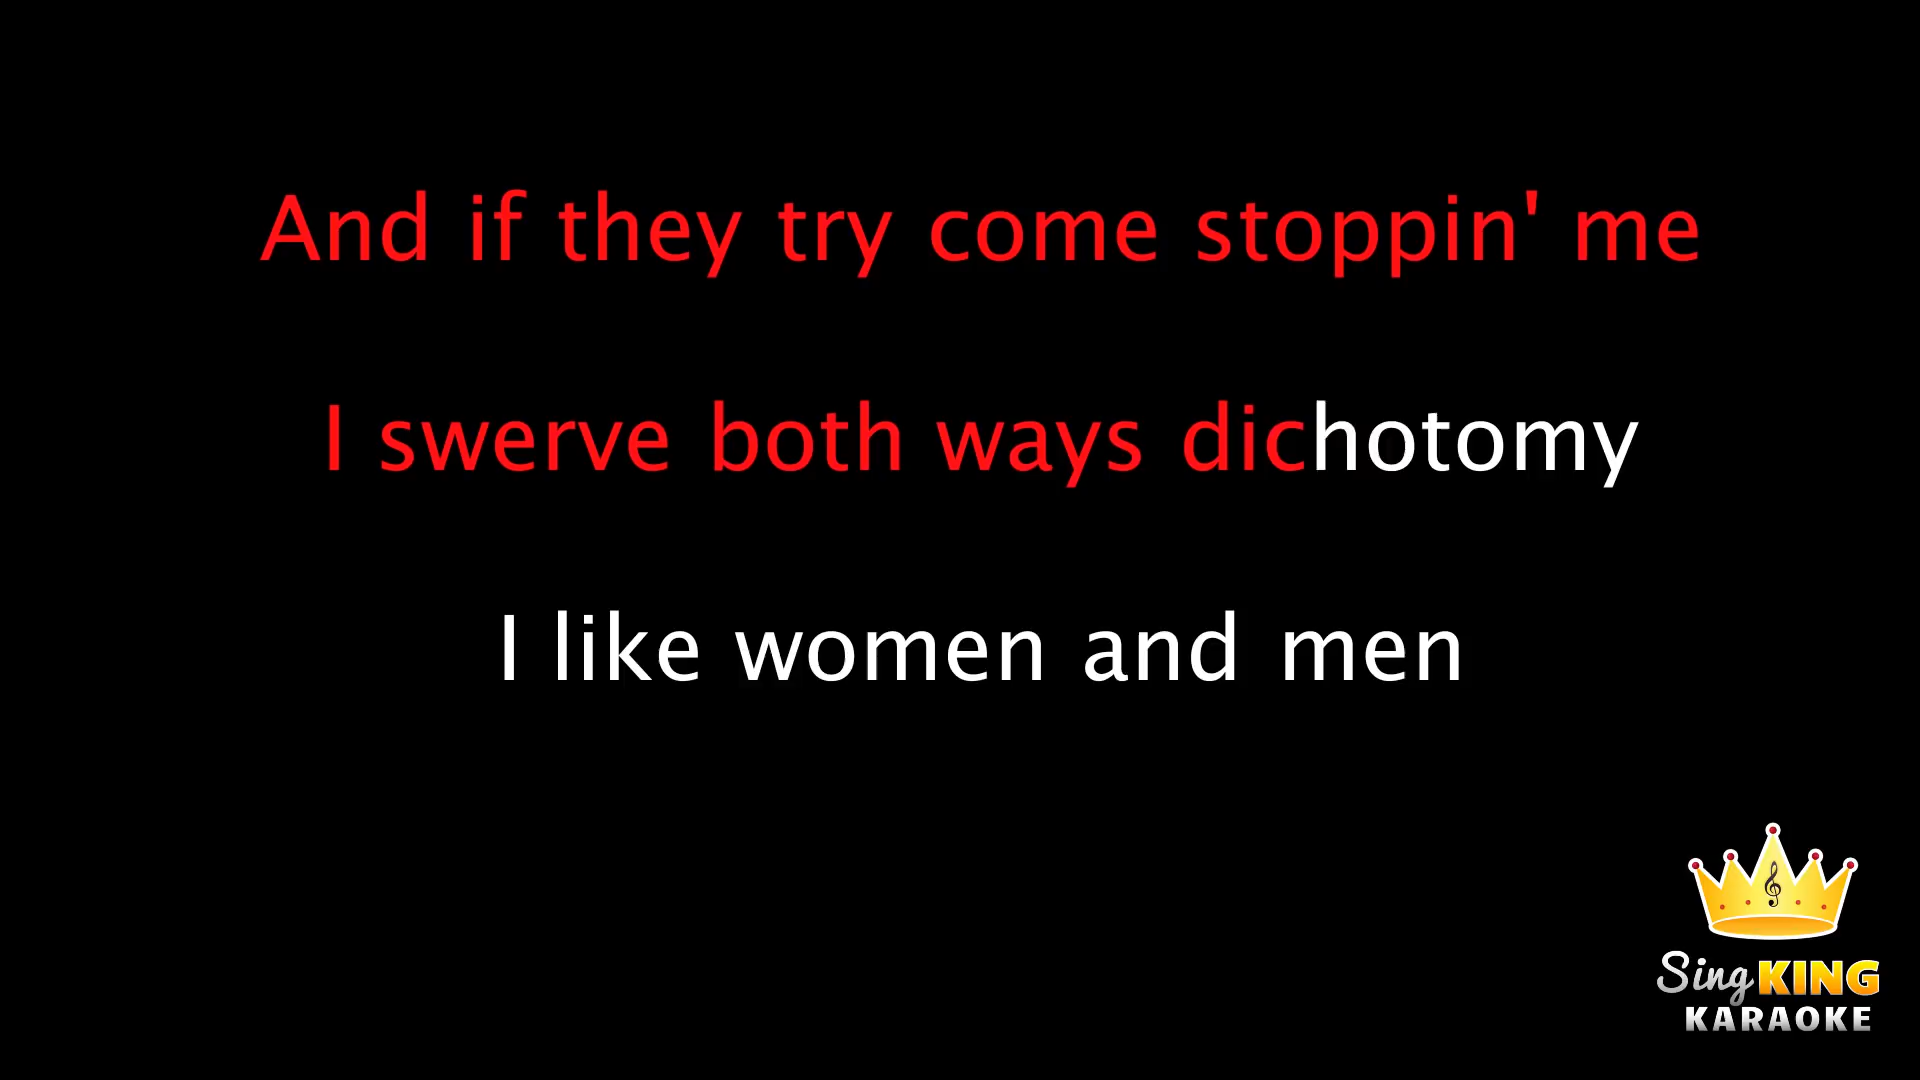 And if they try come stoppin' me
I swerve both ways dichotomy
I like women and men
Sing KING
KARAOKE